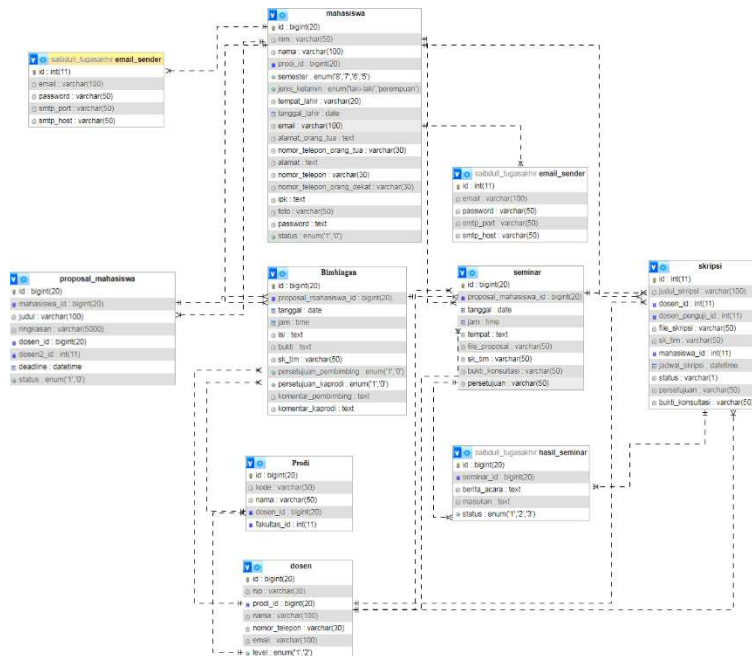 mahasiswa
id : bigint(20)
nim : varchar(50)
nama : varchar(100)
prodi_id : bigint(20)
semester : enum('8','7','6','5')
jenis_kelamin : enum('laki-laki','perempuan')
tempat_lahir : varchar(20)
tanggal_lahir : date
email : varchar(100)
alamat_orang_tua : text
nomor_telepon_orang_tua : varchar(30)
alamat : text
nomor_telepon : varchar(30)
nomor_telepon_orang_dekat : varchar(30)
ipk : text
foto : varchar(50)
password : text
status : enum('1','0')
email_sender
id : int(11)
email : varchar(100)
password : varchar(50)
smtp_port : varchar(50)
smtp_host : varchar(50)
email_sender
id : int(11)
email : varchar(100)
password : varchar(50)
smtp_port : varchar(50)
smtp_host : varchar(50)
proposal_mahasiswa
id : bigint(20)
mahasiswa_id : bigint(20)
judul : varchar(100)
ringkasan : varchar(5000)
dosen_id : bigint(20)
dosen2_id : int(11)
deadline : datetime
status : enum('1','0')
Bimbingan
id : bigint(20)
proposal_mahasiswa_id : bigint(20)
tanggal : date
jam : time
isi : text
bukti : text
sk_tim : varchar(50)
persetujuan_pembimbing : enum('1','0')
persetujuan_kaprodi : enum('1','0')
komentar_pembimbing : text
komentar_kaprodi : text
seminar
id : bigint(20)
proposal_mahasiswa_id : bigint(20)
tanggal : date
jam : time
tempat : text
file_proposal : varchar(50)
sk_tim : varchar(50)
bukti_konsultasi : varchar(50)
persetujuan : varchar(50)
skripsi
id : int(11)
judul_skripsi : varchar(100)
dosen_id : int(11)
dosen_penguji_id : int(11)
file_skripsi : varchar(50)
sk_tim : varchar(50)
mahasiswa_id : int(11)
jadwal_skripsi : datetime
status : varchar(1)
persetujuan : varchar(50)
bukti_konsultasi : varchar(50)
Prodi
id : bigint(20)
kode : varchar(30)
nama : varchar(50)
dosen_id : bigint(20)
fakultas_id : int(11)
hasil_seminar
id : bigint(20)
seminar_id : bigint(20)
berita_acara : text
masukan : text
status : enum('1','2','3')
dosen
id : bigint(20)
nip : varchar(30)
prodi_id : bigint(20)
nama : varchar(100)
nomor_telepon : varchar(30)
email : varchar(100)
level : enum('1','2')